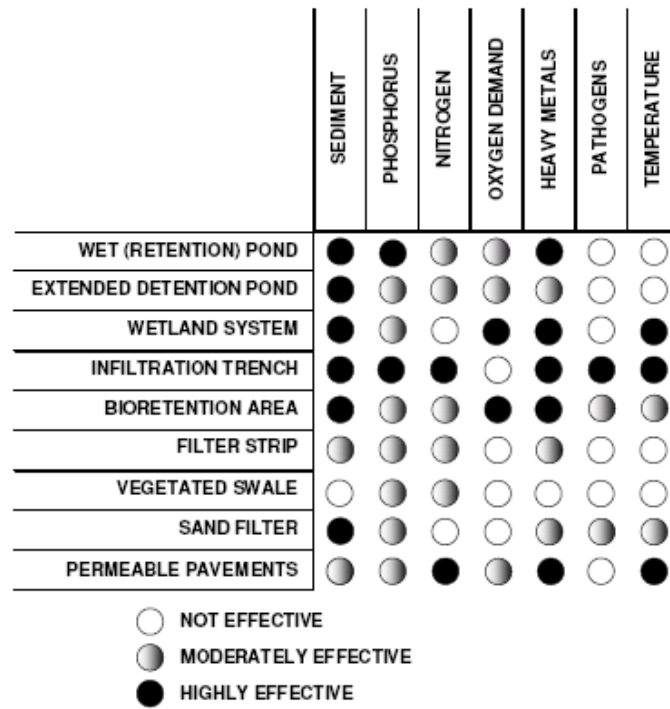 SEDIMENT
PHOSPHORUS
NITROGEN
OXYGEN DEMAND
HEAVY METALS
PATHOGENS
TEMPERATURE
WET (RETENTION) POND
EXTENDED DETENTION POND
WETLAND SYSTEM
INFILTRATION TRENCH
BIORETENTION AREA
FILTER STRIP
VEGETATED SWALE
SAND FILTER
PERMEABLE PAVEMENTS
NOT EFFECTIVE
MODERATELY EFFECTIVE
HIGHLY EFFECTIVE